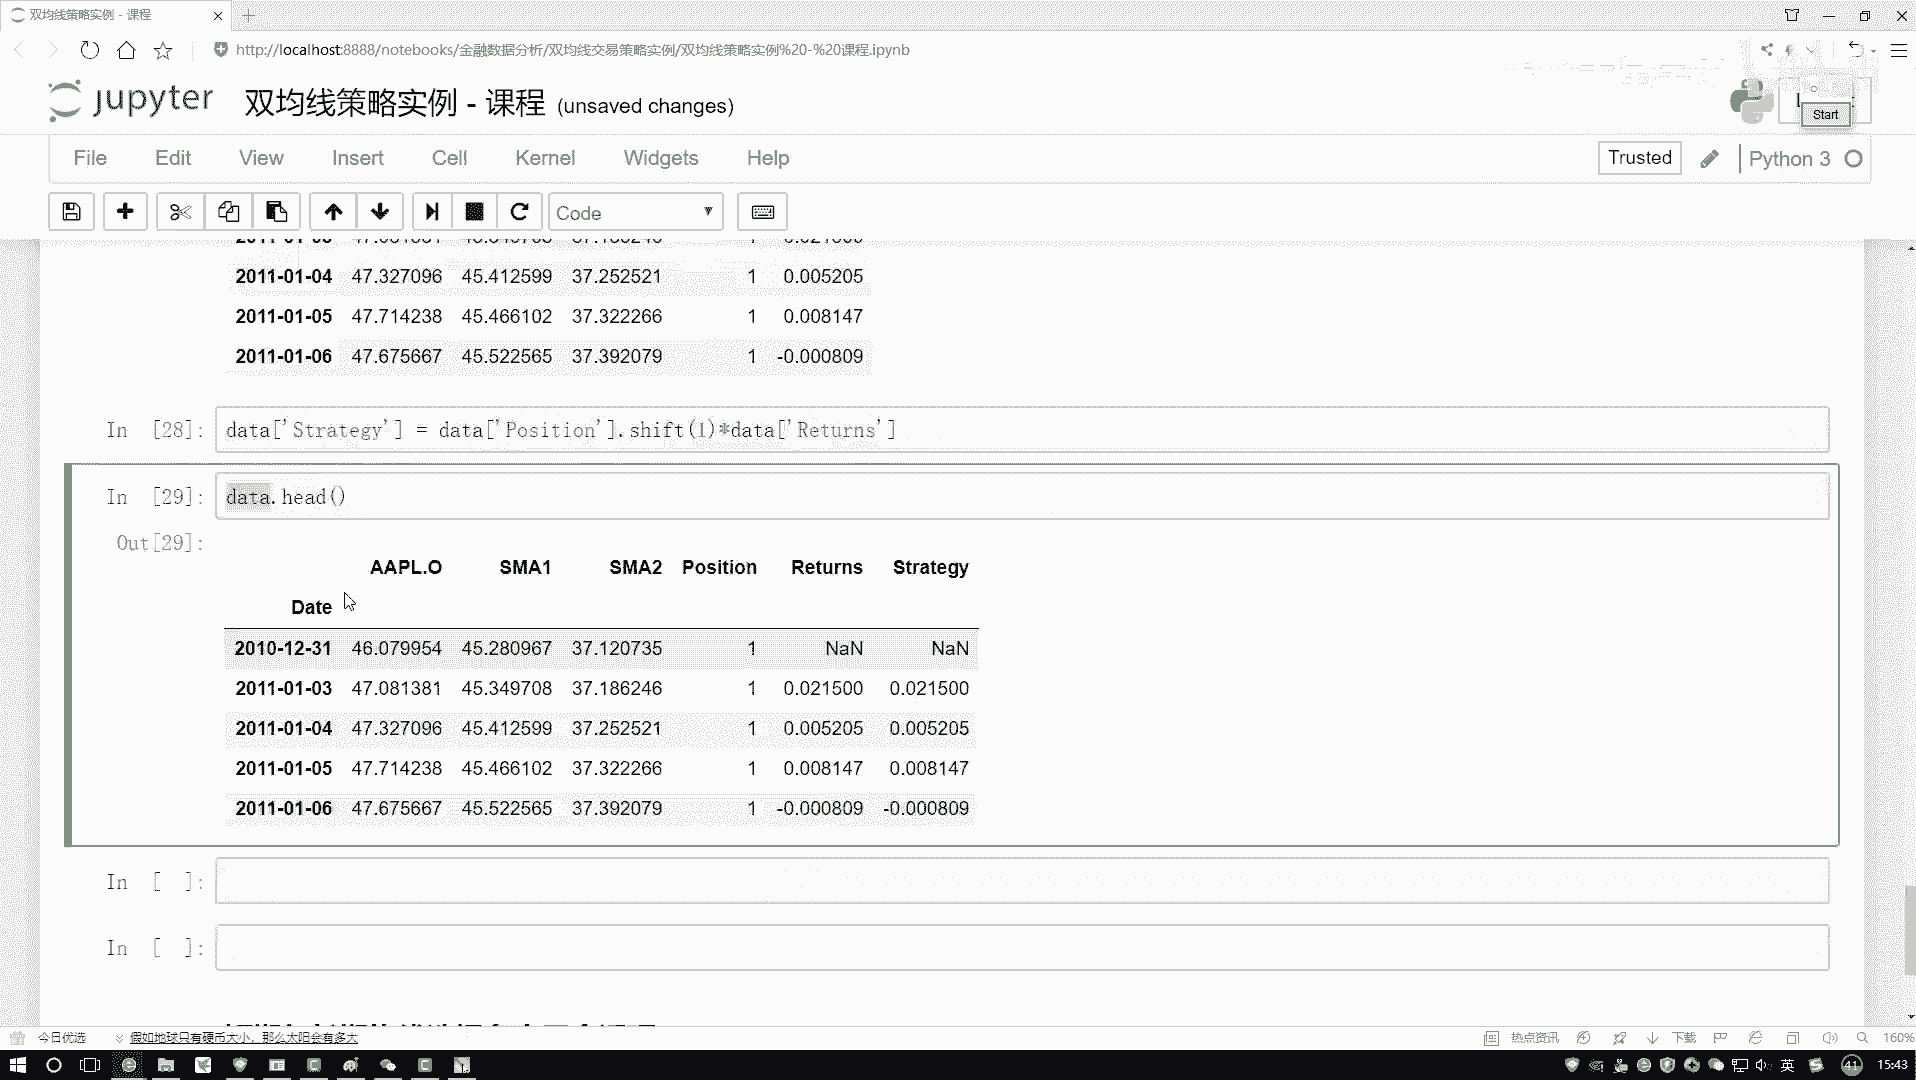 双均线策略实例 - 课程
http://localhost:8888/notebooks/金融数据分析/双均线交易策略实例/双均线策略实例%20-%20课程.ipynb
jupyter 双均线策略实例 - 课程 (unsaved changes)
Start
File Edit View Insert Cell Kernel Widgets Help
Trusted Python 3
Code
2011-01-04 47.327096 45.412599 37.252521 1 0.005205
2011-01-05 47.714238 45.466102 37.322266 1 0.008147
2011-01-06 47.675667 45.522565 37.392079 1 -0.000809
In [28]: data['Strategy'] = data['Position'].shift(1)*data['Returns']
In [29]: data.head()
Out[29]:
AAPL.O SMA1 SMA2 Position Returns Strategy
Date
2010-12-31 46.079954 45.280967 37.120735 1 NaN NaN
2011-01-03 47.081381 45.349708 37.186246 1 0.021500 0.021500
2011-01-04 47.327096 45.412599 37.252521 1 0.005205 0.005205
2011-01-05 47.714238 45.466102 37.322266 1 0.008147 0.008147
2011-01-06 47.675667 45.522565 37.392079 1 -0.000809 -0.000809
In [ ]:
In [ ]:
今日优选 假如地球只有硬币大小，那么太阳会有多大 热点资讯 下载 160%
英 41 15:43